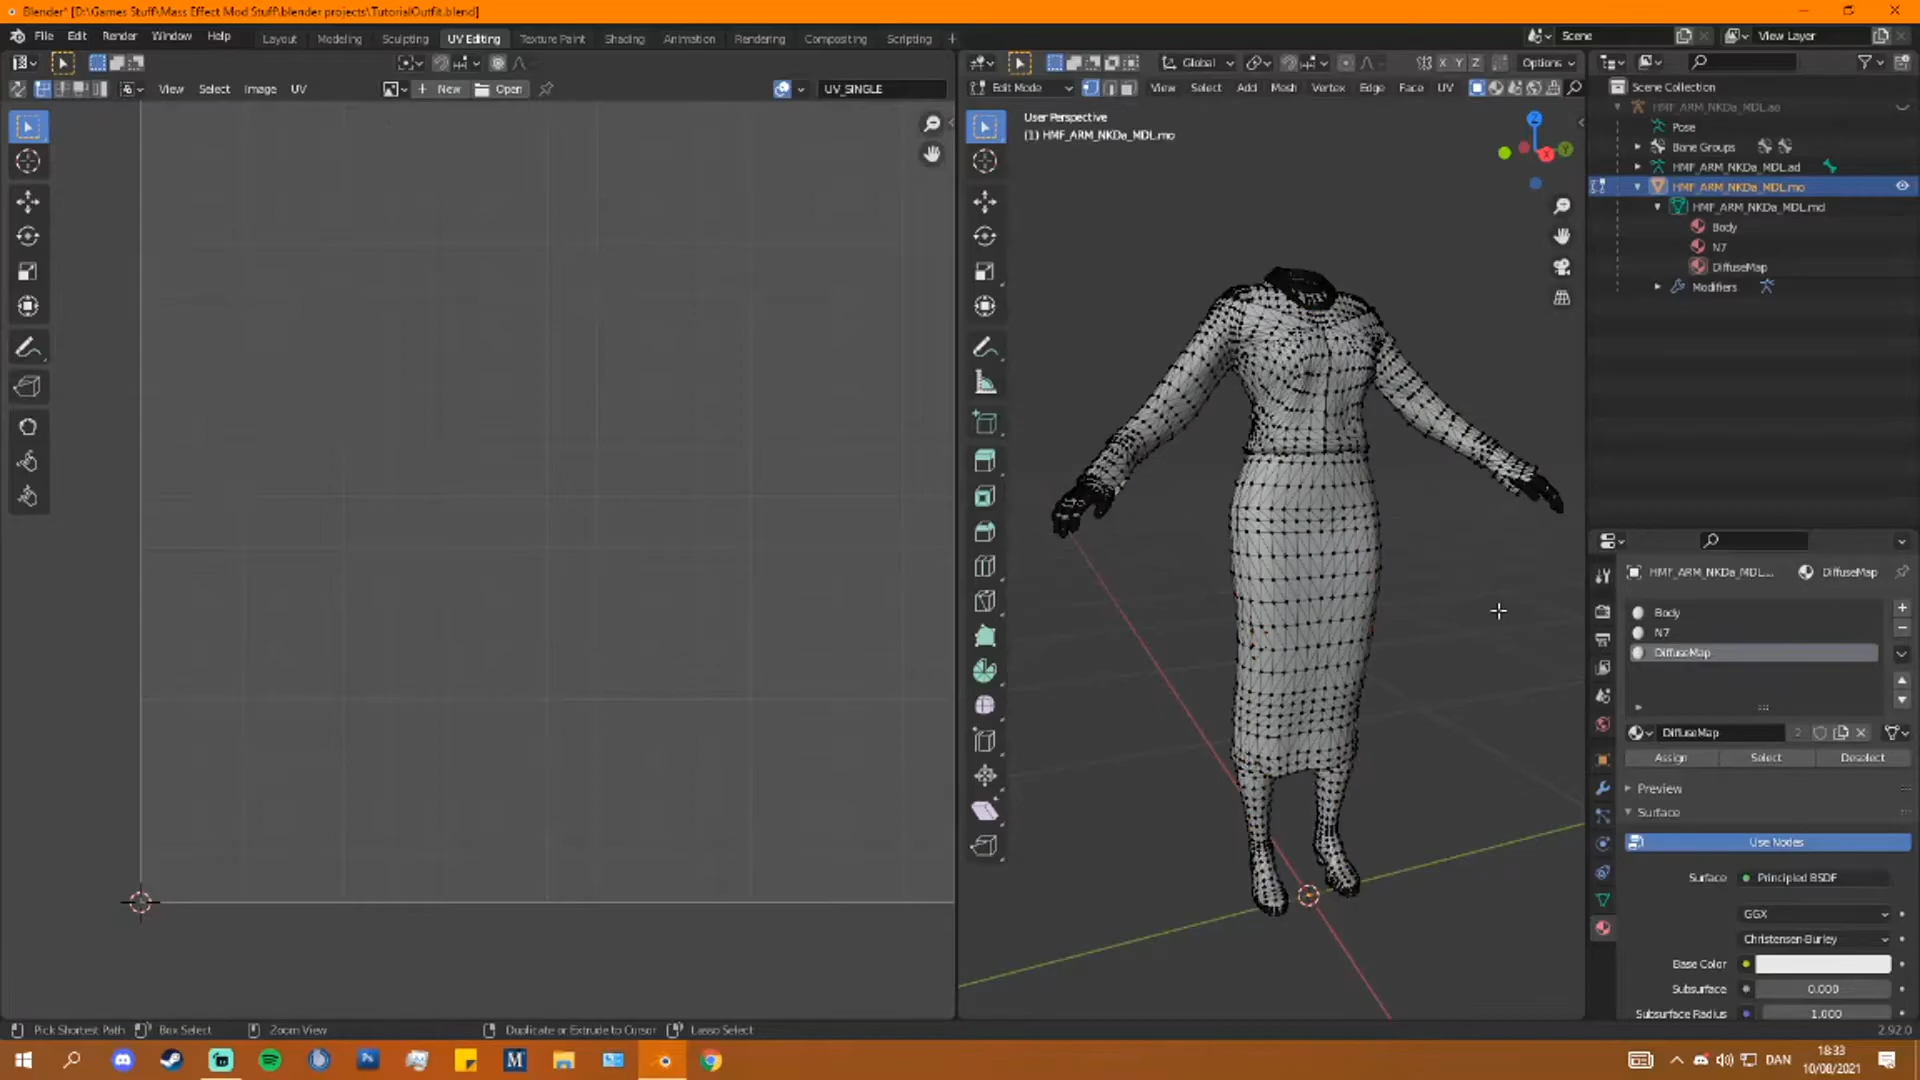 Blender* [D:\Games Stuff\Mass Effect Mod Stuff\blender projects\TutorialOutfit.blend]
File Edit Render Window Help Layout Modeling Sculpting UV Editing Texture Paint Shading Animation Rendering Compositing Scripting + Scene View Layer
Global X Y Z Options
View Select Image UV New Open UV_SINGLE Edit Mode View Select Add Mesh Vertex Edge Face UV
Scene Collection
HMF_ARM_NKDa_MDL.ao
Pose
Bone Groups
HMF_ARM_NKDa_MDL.ad
HMF_ARM_NKDa_MDL.mo
HMF_ARM_NKDa_MDL.md
Body
N7
DiffuseMap
Modifiers
User Perspective
(1) HMF_ARM_NKDa_MDL.mo
Z
X
Y
HMF_ARM_NKDa_MDL... DiffuseMap
Body
N7
DiffuseMap
DiffuseMap 2
Assign Select Deselect
Preview
Surface
Use Nodes
Surface Principled BSDF
GGX
Christensen-Burley
Base Color
Subsurface 0.000
Subsurface Radius 1.000
Pick Shortest Path Box Select Zoom View Duplicate or Extrude to Cursor Lasso Select 2.92.0
DAN
18:33
10/08/2021